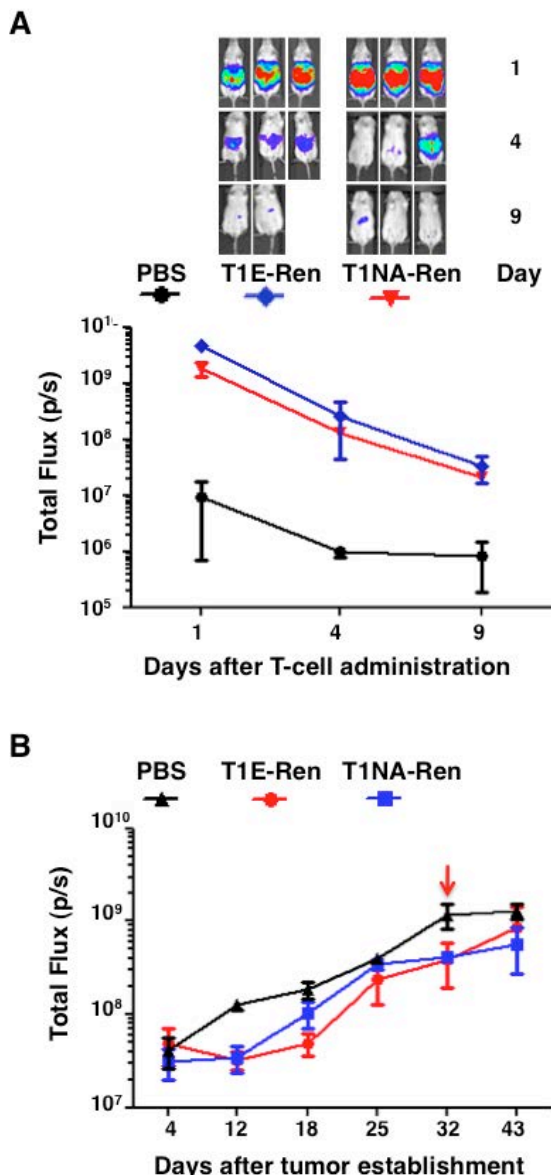 A
1
4
9
PBS T1E-Ren T1NA-Ren Day
10⁹
10⁸
10⁷
10⁶
10⁵
Total Flux (p/s)
1 4 9
Days after T-cell administration
B
PBS T1E-Ren T1NA-Ren
10¹⁰
10⁹
10⁸
10⁷
Total Flux (p/s)
4 12 18 25 32 43
Days after tumor establishment